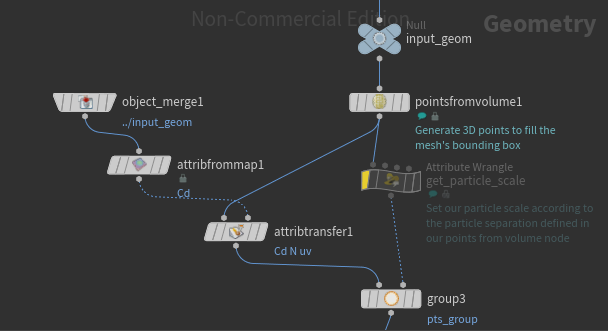 Non-Commercial Edition
Geometry
Null
input_geom
object_merge1
../input_geom
pointsfromvolume1
Generate 3D points to fill the
mesh's bounding box
attribfrommap1
Cd
Attribute Wrangle
get_particle_scale
Set our particle scale according to
the particle separation defined in
our points from volume node
attribtransfer1
Cd N uv
group3
pts_group